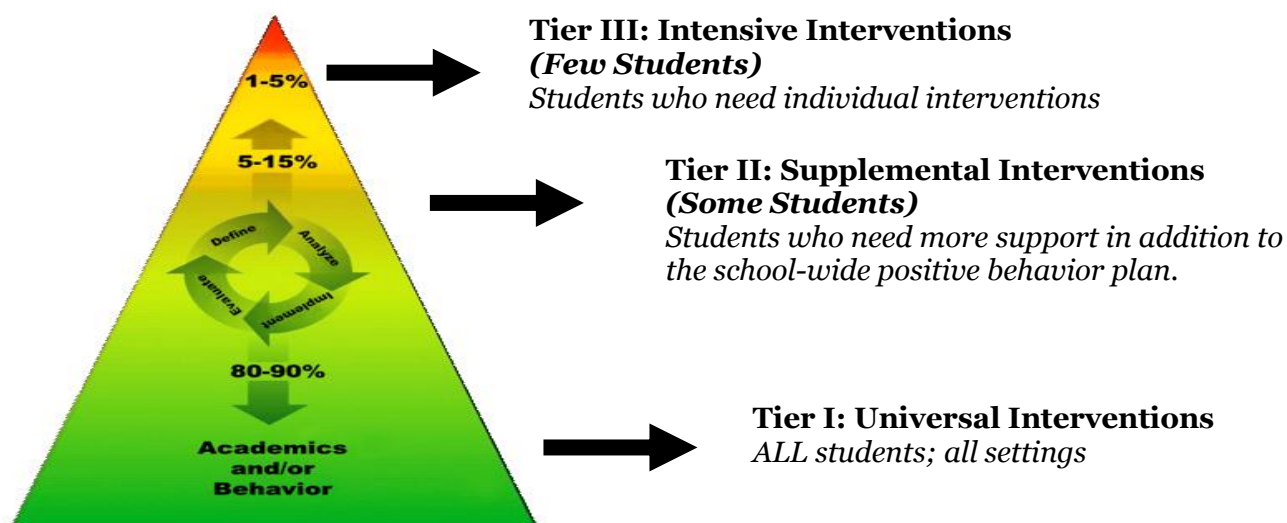 Tier III: Intensive Interventions
(Few Students)
Students who need individual interventions
1-5%
5-15%
Tier II: Supplemental Interventions
(Some Students)
Students who need more support in addition to
the school-wide positive behavior plan.
Define
Analyze
Implement
Evaluate
80-90%
Academics
and/or
Behavior
Tier I: Universal Interventions
ALL students; all settings